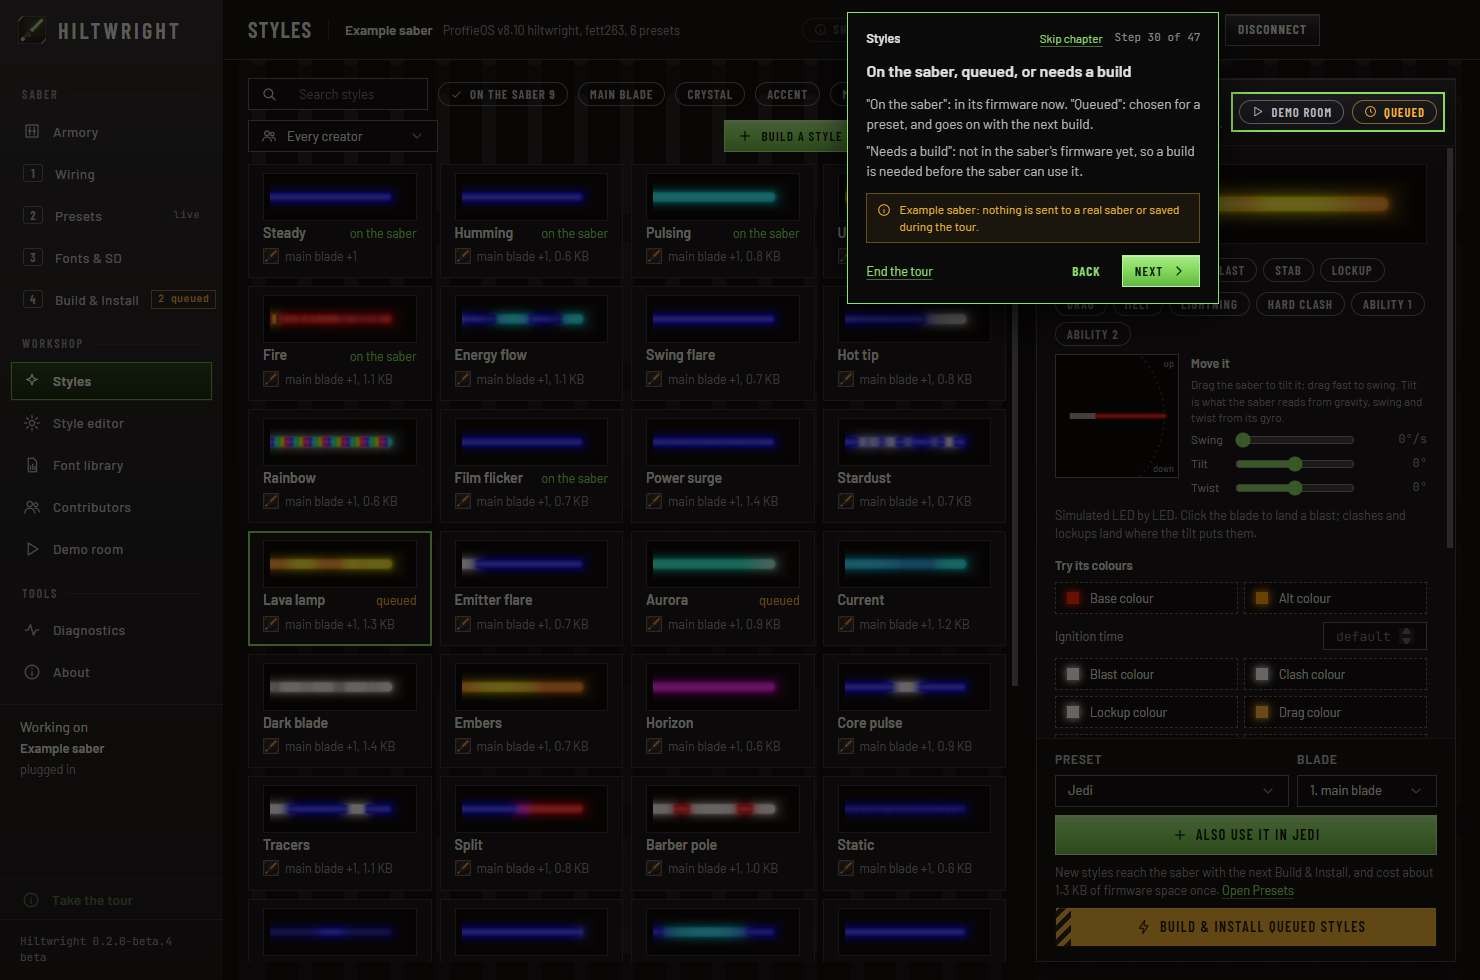 HILTWRIGHT
SABER
Armory
1 Wiring
2 Presets live
3 Fonts & SD
4 Build & Install 2 queued
WORKSHOP
Styles
Style editor
Font library
Contributors
Demo room
TOOLS
Diagnostics
About
Working on
Example saber
plugged in
Take the tour
Hiltwright 0.2.0-beta.4
beta
STYLES Example saber ProffieOS v8.10 hiltwright, fett263, 6 presets
DISCONNECT
Search styles
ON THE SABER 9
MAIN BLADE
CRYSTAL
ACCENT
Every creator
BUILD A STYLE
Steady on the saber
main blade +1
Humming on the saber
main blade +1, 0.6 KB
Pulsing on the saber
main blade +1, 0.8 KB
Fire on the saber
main blade +1, 1.1 KB
Energy flow
main blade +1, 1.1 KB
Swing flare
main blade +1, 0.7 KB
Hot tip
main blade +1, 0.8 KB
Rainbow
main blade +1, 0.6 KB
Film flicker on the saber
main blade +1, 0.7 KB
Power surge
main blade +1, 1.4 KB
Stardust
main blade +1, 0.7 KB
Lava lamp queued
main blade +1, 1.3 KB
Emitter flare
main blade +1, 0.7 KB
Aurora queued
main blade +1, 0.9 KB
Current
main blade +1, 1.2 KB
Dark blade
main blade +1, 1.4 KB
Embers
main blade +1, 0.7 KB
Horizon
main blade +1, 0.6 KB
Core pulse
main blade +1, 0.9 KB
Tracers
main blade +1, 1.1 KB
Split
main blade +1, 0.8 KB
Barber pole
main blade +1, 1.0 KB
Static
main blade +1, 0.6 KB
Styles Skip chapter Step 30 of 47
On the saber, queued, or needs a build
"On the saber": in its firmware now. "Queued": chosen for a
preset, and goes on with the next build.
"Needs a build": not in the saber's firmware yet, so a build
is needed before the saber can use it.
Example saber: nothing is sent to a real saber or saved
during the tour.
End the tour BACK NEXT
DEMO ROOM QUEUED
STAB LOCKUP
DRAG MELT LIGHTNING HARD CLASH ABILITY 1
ABILITY 2
up
down
Move it
Drag the saber to tilt it; drag fast to swing. Tilt
is what the saber reads from gravity, swing and
twist from its gyro.
Swing 0°/s
Tilt 0°
Twist 0°
Simulated LED by LED. Click the blade to land a blast; clashes and
lockups land where the tilt puts them.
Try its colours
Base colour Alt colour
Ignition time default
Blast colour Clash colour
Lockup colour Drag colour
PRESET BLADE
Jedi 1. main blade
ALSO USE IT IN JEDI
New styles reach the saber with the next Build & Install, and cost about
1.3 KB of firmware space once. Open Presets
BUILD & INSTALL QUEUED STYLES